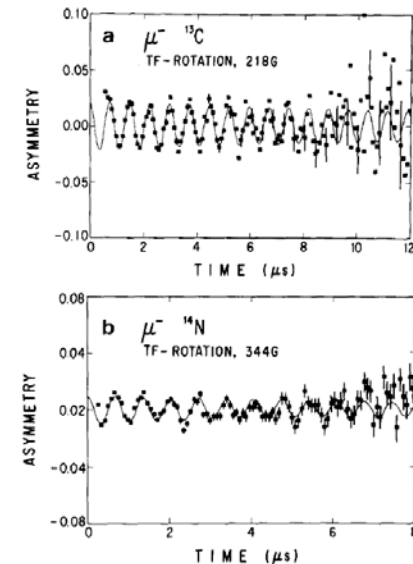 a μ⁻ ¹³C
TF-ROTATION, 218G
ASYMMETRY
0.10
0.05
0.00
-0.05
-0.10
0 2 4 6 8 10 12
TIME (μs)
b μ⁻ ¹⁴N
TF-ROTATION, 344G
ASYMMETRY
0.08
0.04
0.02
-0.04
-0.08
0 2 4 6 8
TIME (μs)